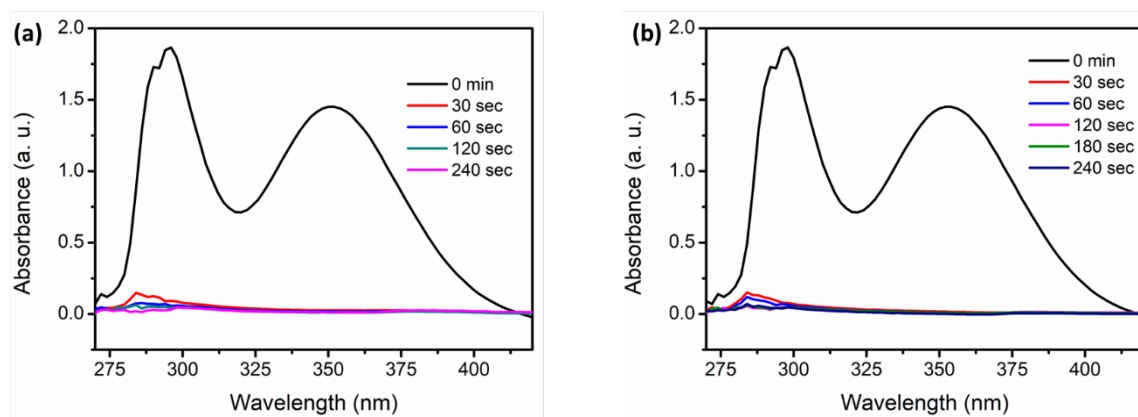 (a)
2.0
1.5
1.0
0.5
0.0
Absorbance (a. u.)
0 min
30 sec
60 sec
120 sec
240 sec
275 300 325 350 375 400
Wavelength (nm)
(b)
2.0
1.5
1.0
0.5
0.0
Absorbance (a. u.)
0 min
30 sec
60 sec
120 sec
180 sec
240 sec
275 300 325 350 375 400
Wavelength (nm)